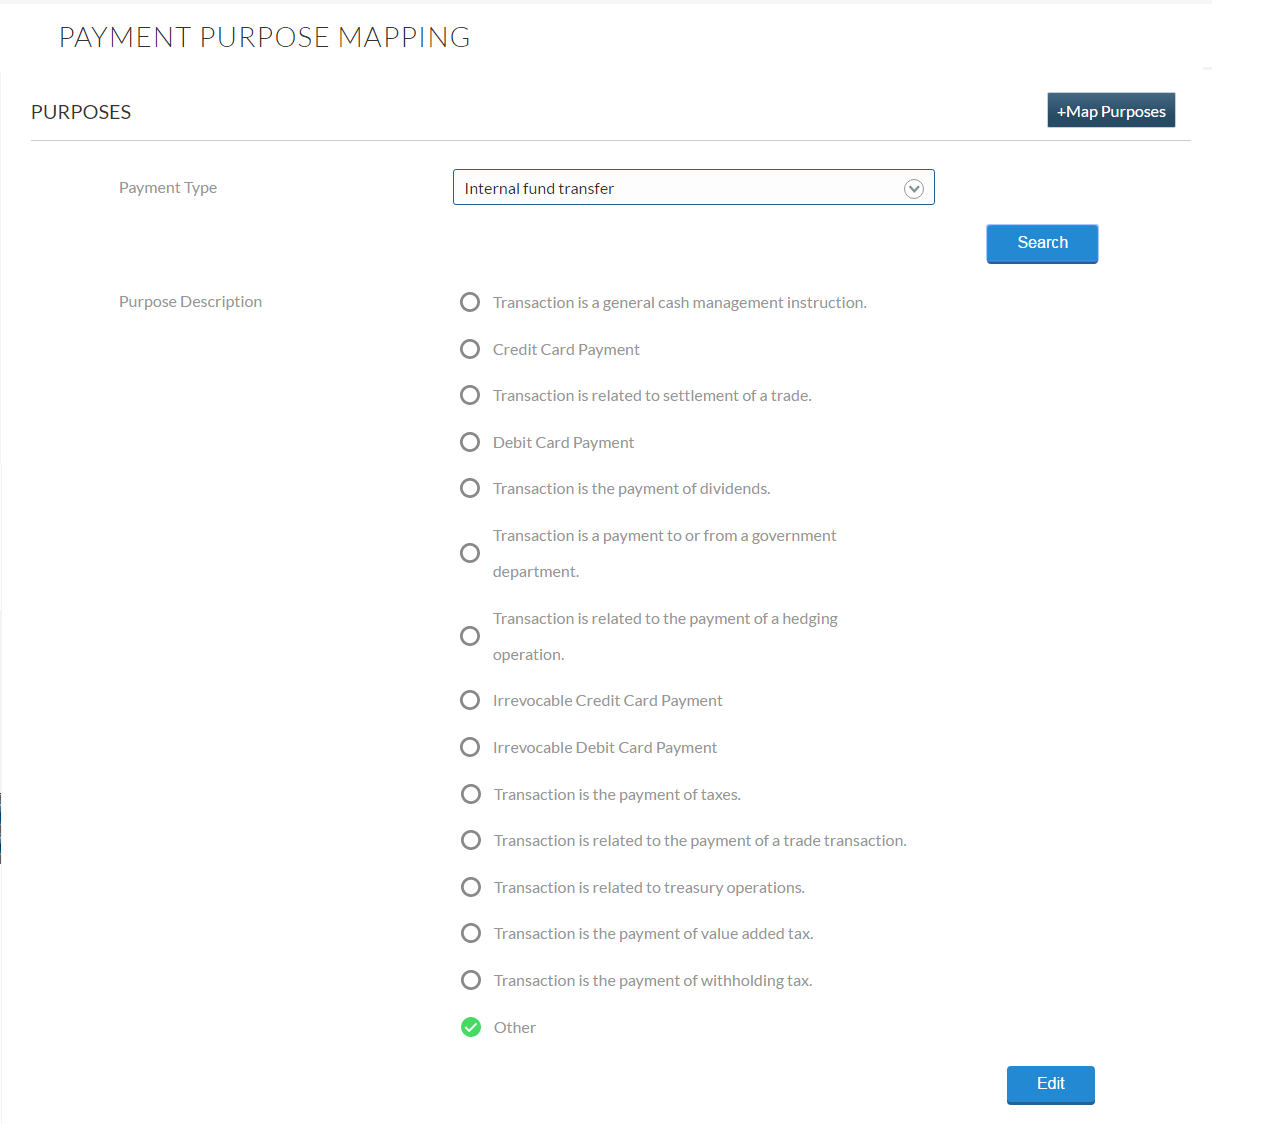 PAYMENT PURPOSE MAPPING
PURPOSES
+Map Purposes
Payment Type
Internal fund transfer
Search
Purpose Description
Transaction is a general cash management instruction.
Credit Card Payment
Transaction is related to settlement of a trade.
Debit Card Payment
Transaction is the payment of dividends.
Transaction is a payment to or from a government
department.
Transaction is related to the payment of a hedging
operation.
Irrevocable Credit Card Payment
Irrevocable Debit Card Payment
Transaction is the payment of taxes.
Transaction is related to the payment of a trade transaction.
Transaction is related to treasury operations.
Transaction is the payment of value added tax.
Transaction is the payment of withholding tax.
Other
Edit